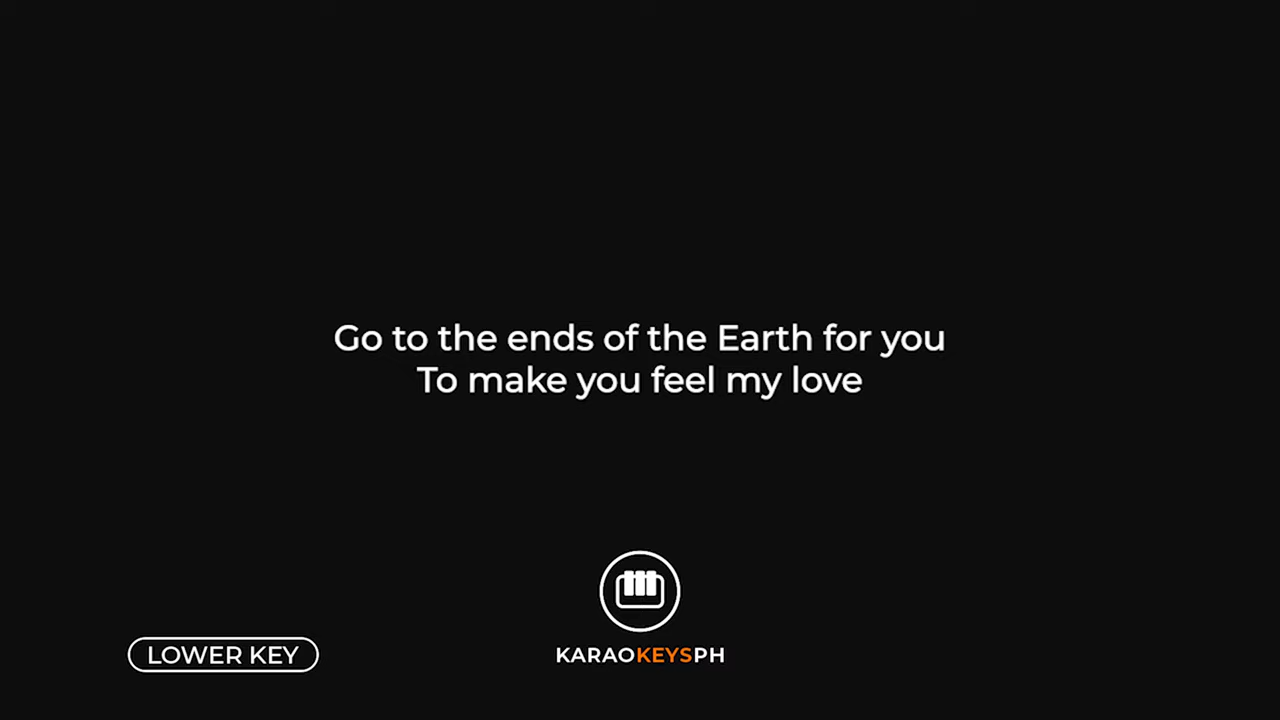 Go to the ends of the Earth for you
To make you feel my love
LOWER KEY
KARAOKEYSPH